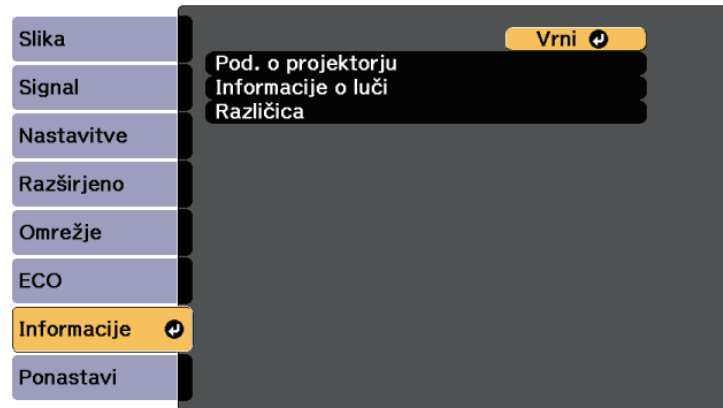 Slika
Signal
Nastavitve
Razširjeno
Omrežje
ECO
Informacije
Ponastavi
Vrni
Pod. o projektorju
Informacije o luči
Različica